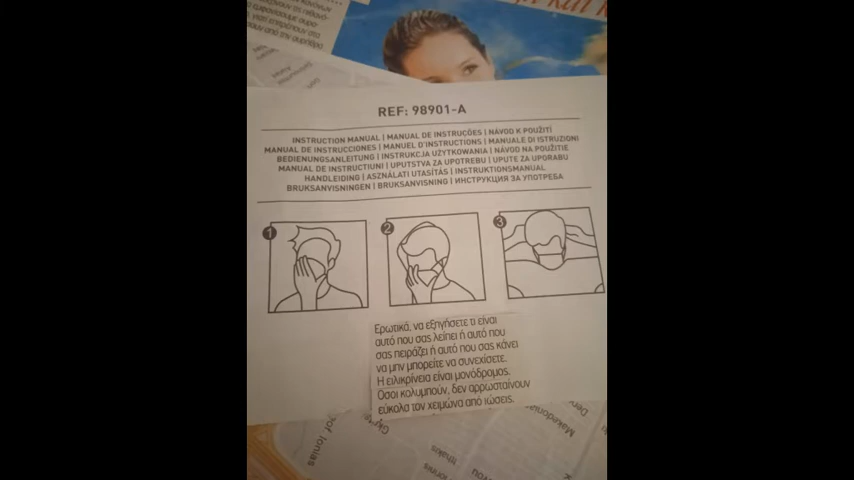 REF: 98901-A
INSTRUCTION MANUAL | MANUAL DE INSTRUÇÕES | NÁVOD K POUŽITÍ
MANUAL DE INSTRUCCIONES | MANUEL D'INSTRUCTIONS | MANUALE DI ISTRUZIONI
BEDIENUNGSANLEITUNG | INSTRUKCJA UŻYTKOWANIA | NÁVOD NA POUŽITIE
MANUAL DE INSTRUCTIUNI | UPUTSTVA ZA UPOTREBU | UPUTE ZA UPORABU
HANDLEIDING | ASZNÁLATI UTASÍTÁS | INSTRUKTIONSMANUAL
BRUKSANVISNINGEN | BRUKSANVISNING | ИНСТРУКЦИЯ ЗА УПОТРЕБА
1
2
3
Ερωτικά, να εξηγήσετε τι είναι
αυτό που σας λείπει ή αυτό που
σας πειράζει ή αυτό που σας κάνει
να μην μπορείτε να συνεχίσετε.
Η ειλικρίνεια είναι μονόδρομος.
Όσοι κολυμπούν, δεν αρρωσταίνουν
εύκολα τον χειμώνα από ιώσεις.
Makedonia
Ionias
Ithakis